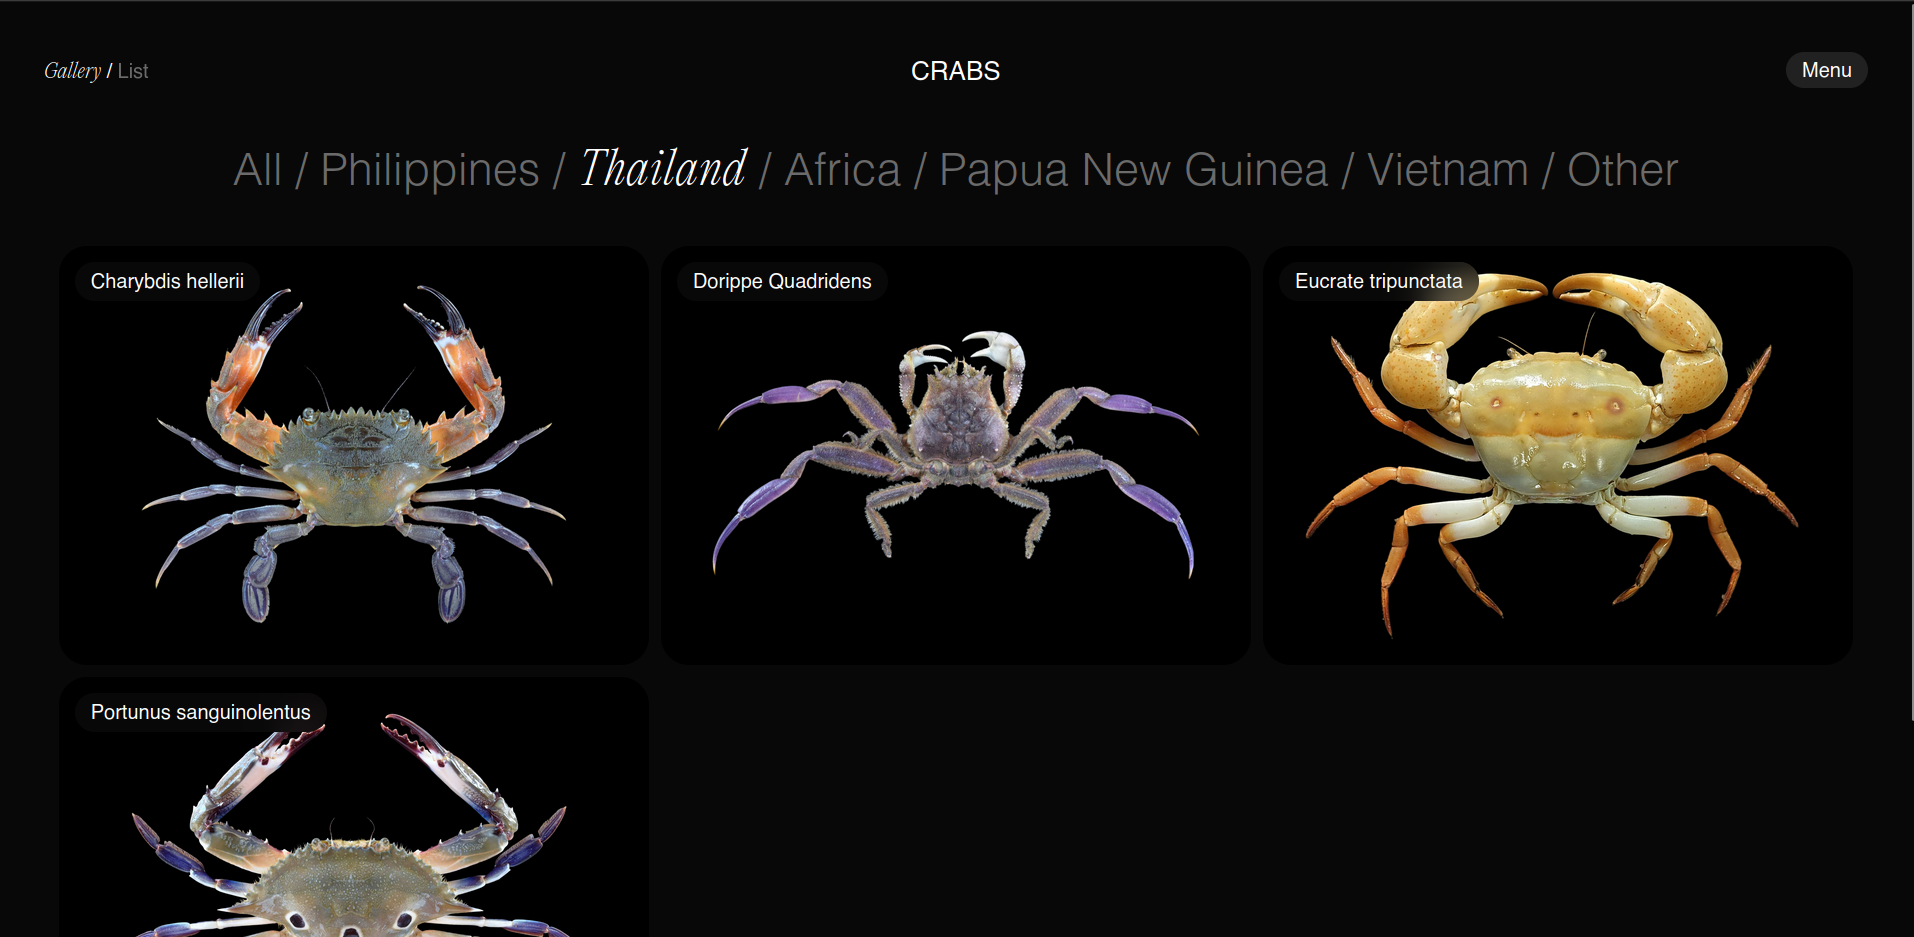 Gallery / List
CRABS
Menu
All / Philippines / Thailand / Africa / Papua New Guinea / Vietnam / Other
Charybdis hellerii
Dorippe Quadridens
Eucrate tripunctata
Portunus sanguinolentus